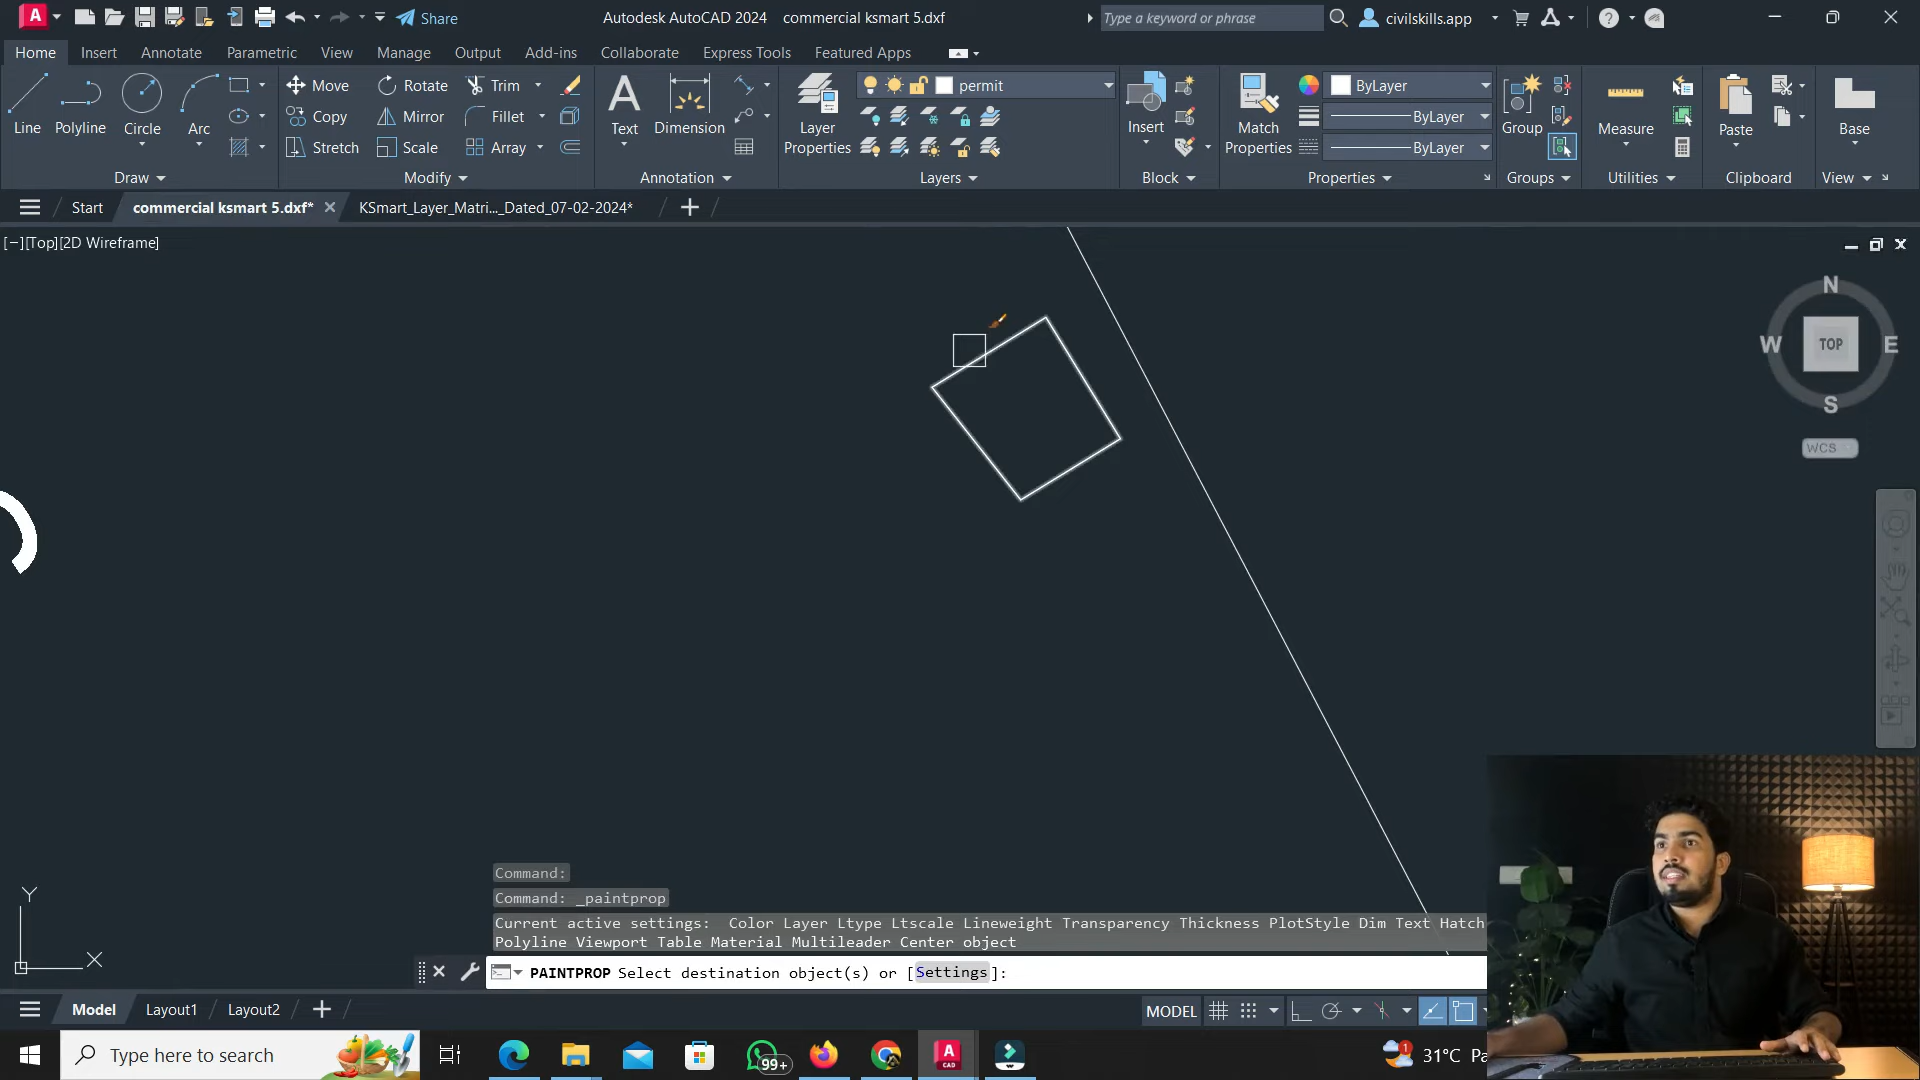 Share
Autodesk AutoCAD 2024 commercial ksmart 5.dxf
Type a keyword or phrase
civilskills.app
Home Insert Annotate Parametric View Manage Output Add-ins Collaborate Express Tools Featured Apps
Line Polyline Circle Arc
Draw
Move Rotate Trim
Copy Mirror Fillet
Stretch Scale Array
Modify
Text Dimension
Annotation
Layer
Properties
permit
Layers
Insert
Block
Match
Properties
ByLayer
ByLayer
ByLayer
Properties
Group
Groups
Measure
Utilities
Paste
Clipboard
Base
View
Start commercial ksmart 5.dxf* KSmart_Layer_Matri..._Dated_07-02-2024*
[−][Top][2D Wireframe]
N
W TOP E
S
WCS
Y
X
Command:
Command: _paintprop
Current active settings: Color Layer Ltype Ltscale Lineweight Transparency Thickness PlotStyle Dim Text Hatch
Polyline Viewport Table Material Multileader Center object
PAINTPROP Select destination object(s) or [Settings]:
Model Layout1 Layout2
MODEL
Type here to search
99+
A CAD
1
31°C